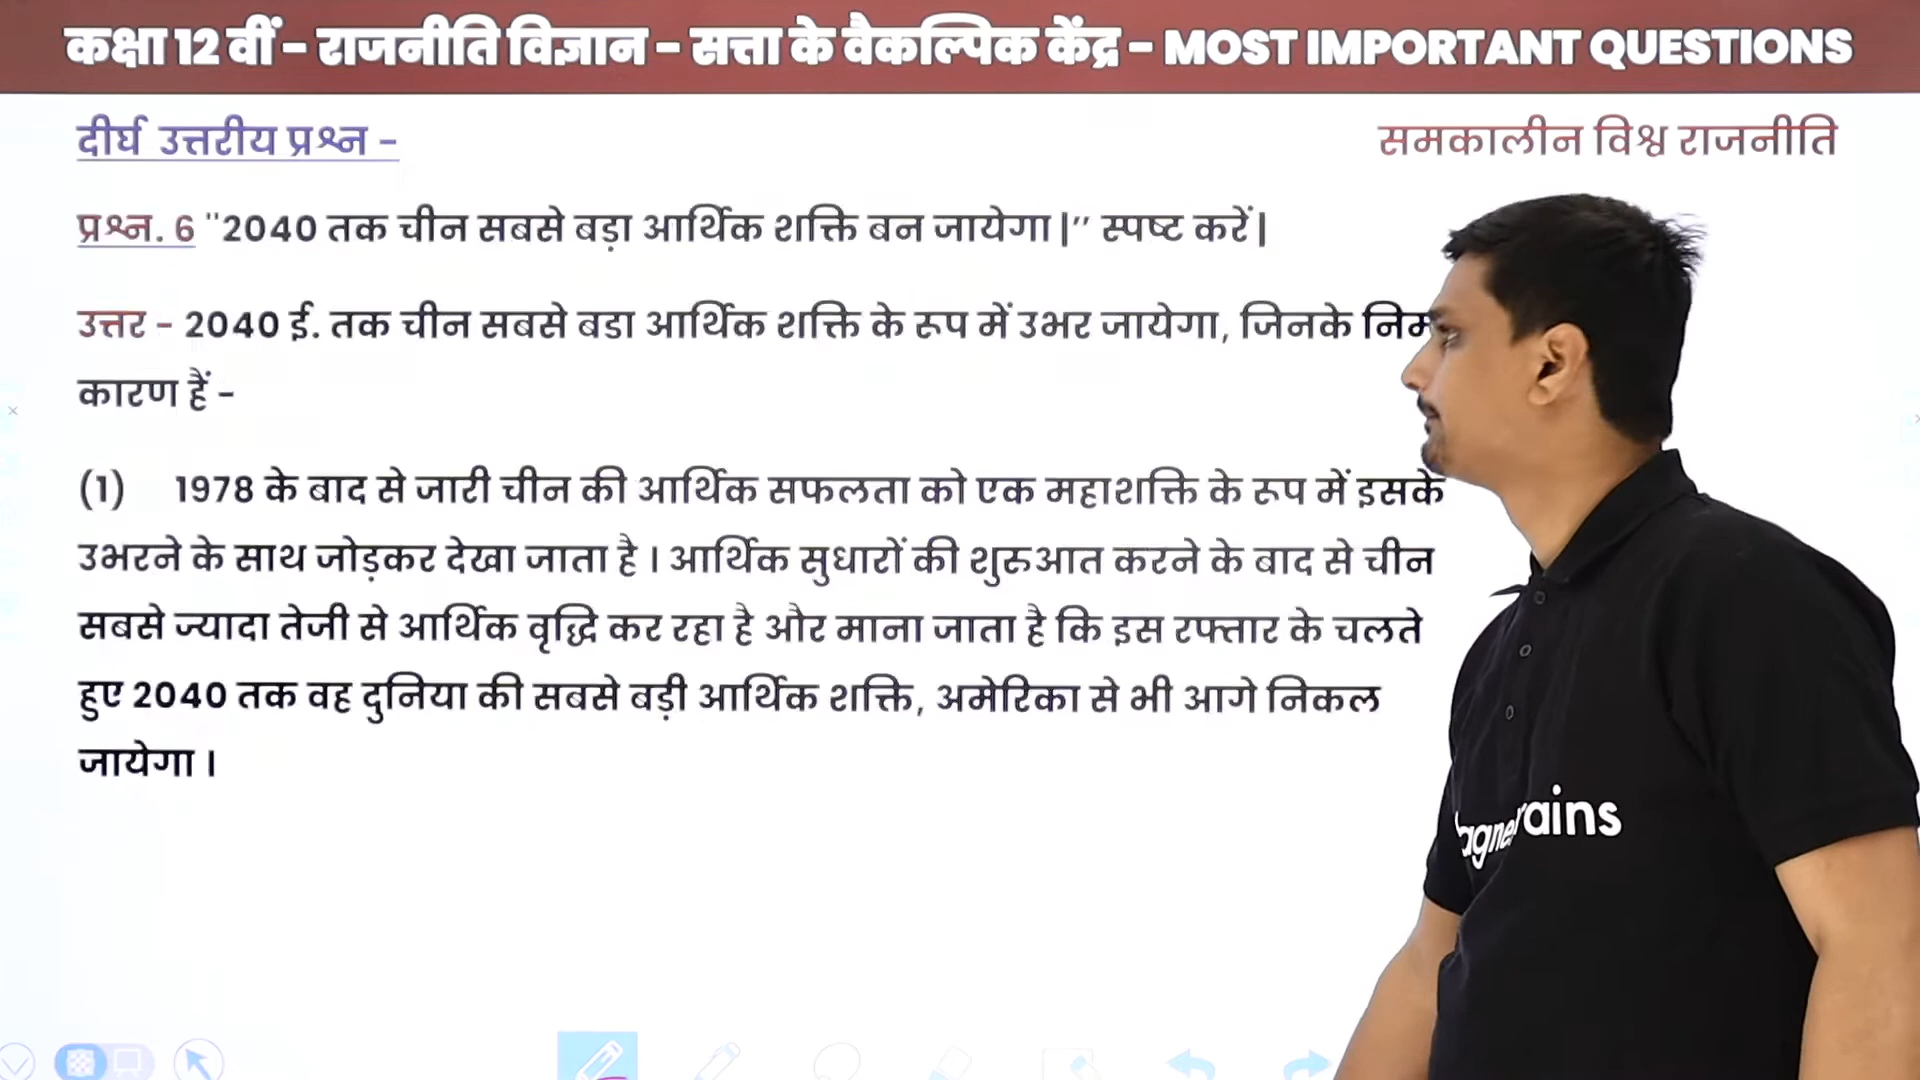 कक्षा 12 वीं - राजनीति विज्ञान - सत्ता के वैकल्पिक केंद्र - MOST IMPORTANT QUESTIONS
दीर्घ उत्तरीय प्रश्न -
समकालीन विश्व राजनीति
प्रश्न. 6 "2040 तक चीन सबसे बड़ा आर्थिक शक्ति बन जायेगा|" स्पष्ट करें|
उत्तर - 2040 ई. तक चीन सबसे बडा आर्थिक शक्ति के रूप में उभर जायेगा, जिनके
कारण हैं -
(1) 1978 के बाद से जारी चीन की आर्थिक सफलता को एक महाशक्ति के रूप में इसके
उभरने के साथ जोड़कर देखा जाता है । आर्थिक सुधारों की शुरुआत करने के बाद से चीन
सबसे ज्यादा तेजी से आर्थिक वृद्धि कर रहा है और माना जाता है कि इस रफ्तार के चलते
हुए 2040 तक वह दुनिया की सबसे बड़ी आर्थिक शक्ति, अमेरिका से भी आगे निकल
जायेगा ।